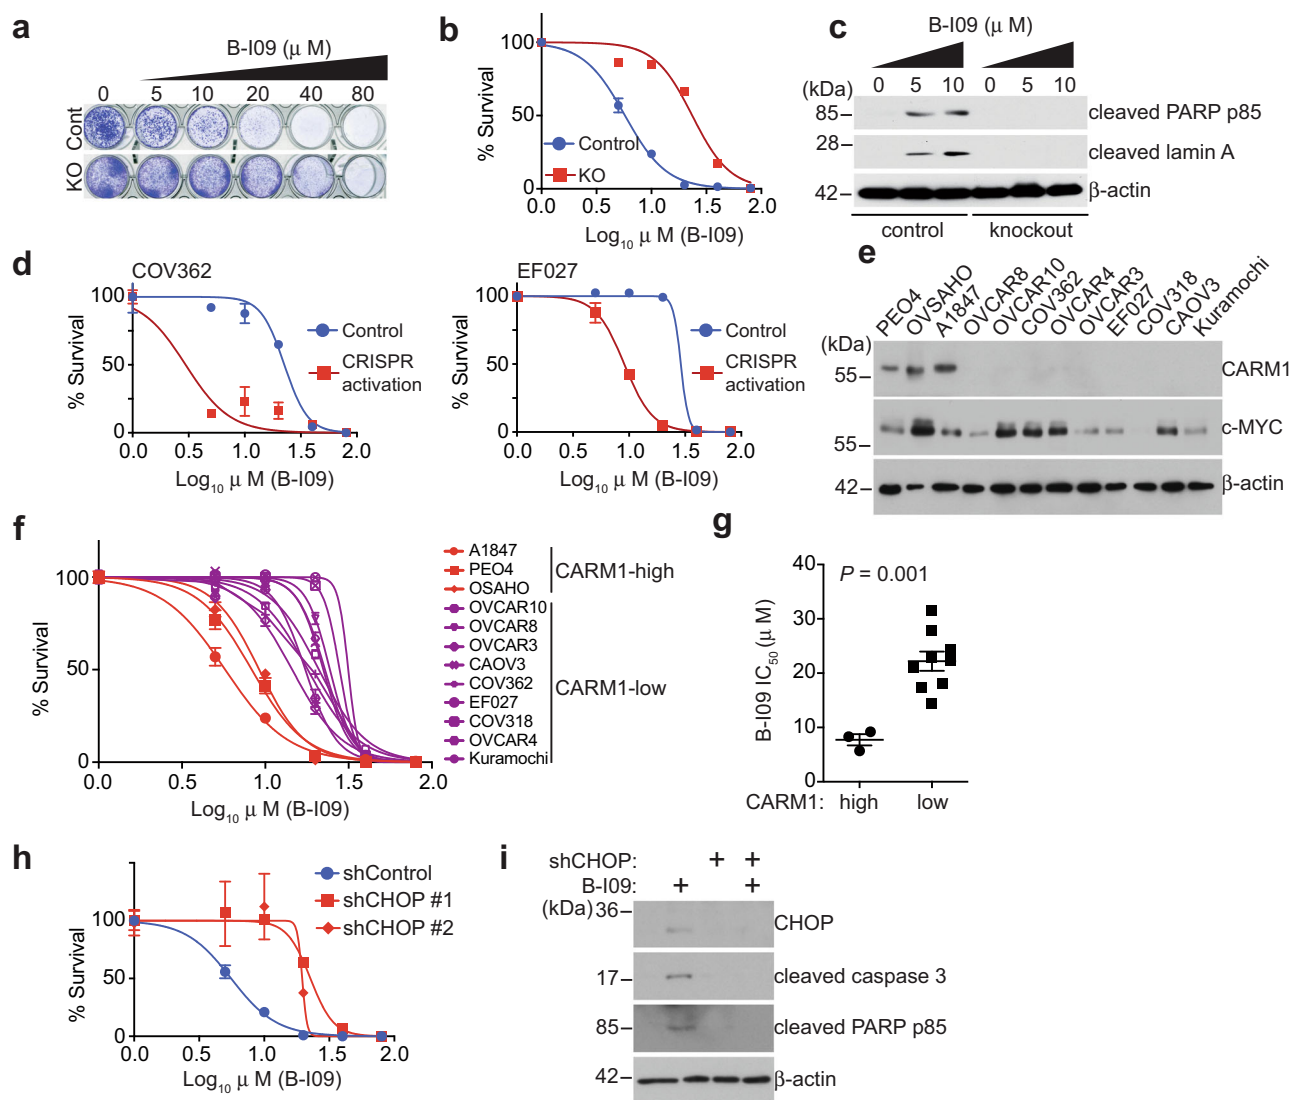 a
B-I09 (μ M)
0 5 10 20 40 80
Cont
KO
b
% Survival
100
50
0
Control
KO
0.0 0.5 1.0 1.5 2.0
Log10 μ M (B-I09)
c
B-I09 (μ M)
(kDa) 0 5 10 0 5 10
85 cleaved PARP p85
28
cleaved lamin A
42 β-actin
control knockout
d
COV362
% Survival
100
50
0
Control
CRISPR
activation
0.0 0.5 1.0 1.5 2.0
Log10 μ M (B-I09)
EF027
% Survival
100
50
0
Control
CRISPR
activation
0.0 0.5 1.0 1.5 2.0
Log10 μ M (B-I09)
e
PEO4 OVSAHO A1847 OVCAR8 OVCAR10 COV362 OVCAR4 OVCAR3 EF027 COV318 CAOV3 Kuramochi
(kDa)
55 CARM1
55 c-MYC
42 β-actin
f
% Survival
100
50
0
0.0 0.5 1.0 1.5 2.0
Log10 μ M (B-I09)
A1847
PEO4
OSAHO
CARM1-high
OVCAR10
OVCAR8
OVCAR3
CAOV3
COV362
EF027
COV318
OVCAR4
Kuramochi
CARM1-low
g
P = 0.001
B-I09 IC50 (μ M)
40
30
20
10
0
CARM1: high low
h
% Survival
100
50
0
shControl
shCHOP #1
shCHOP #2
0.0 0.5 1.0 1.5 2.0
Log10 μ M (B-I09)
i
shCHOP: + +
B-I09: + +
(kDa)
36
CHOP
17 cleaved caspase 3
85 cleaved PARP p85
42 β-actin